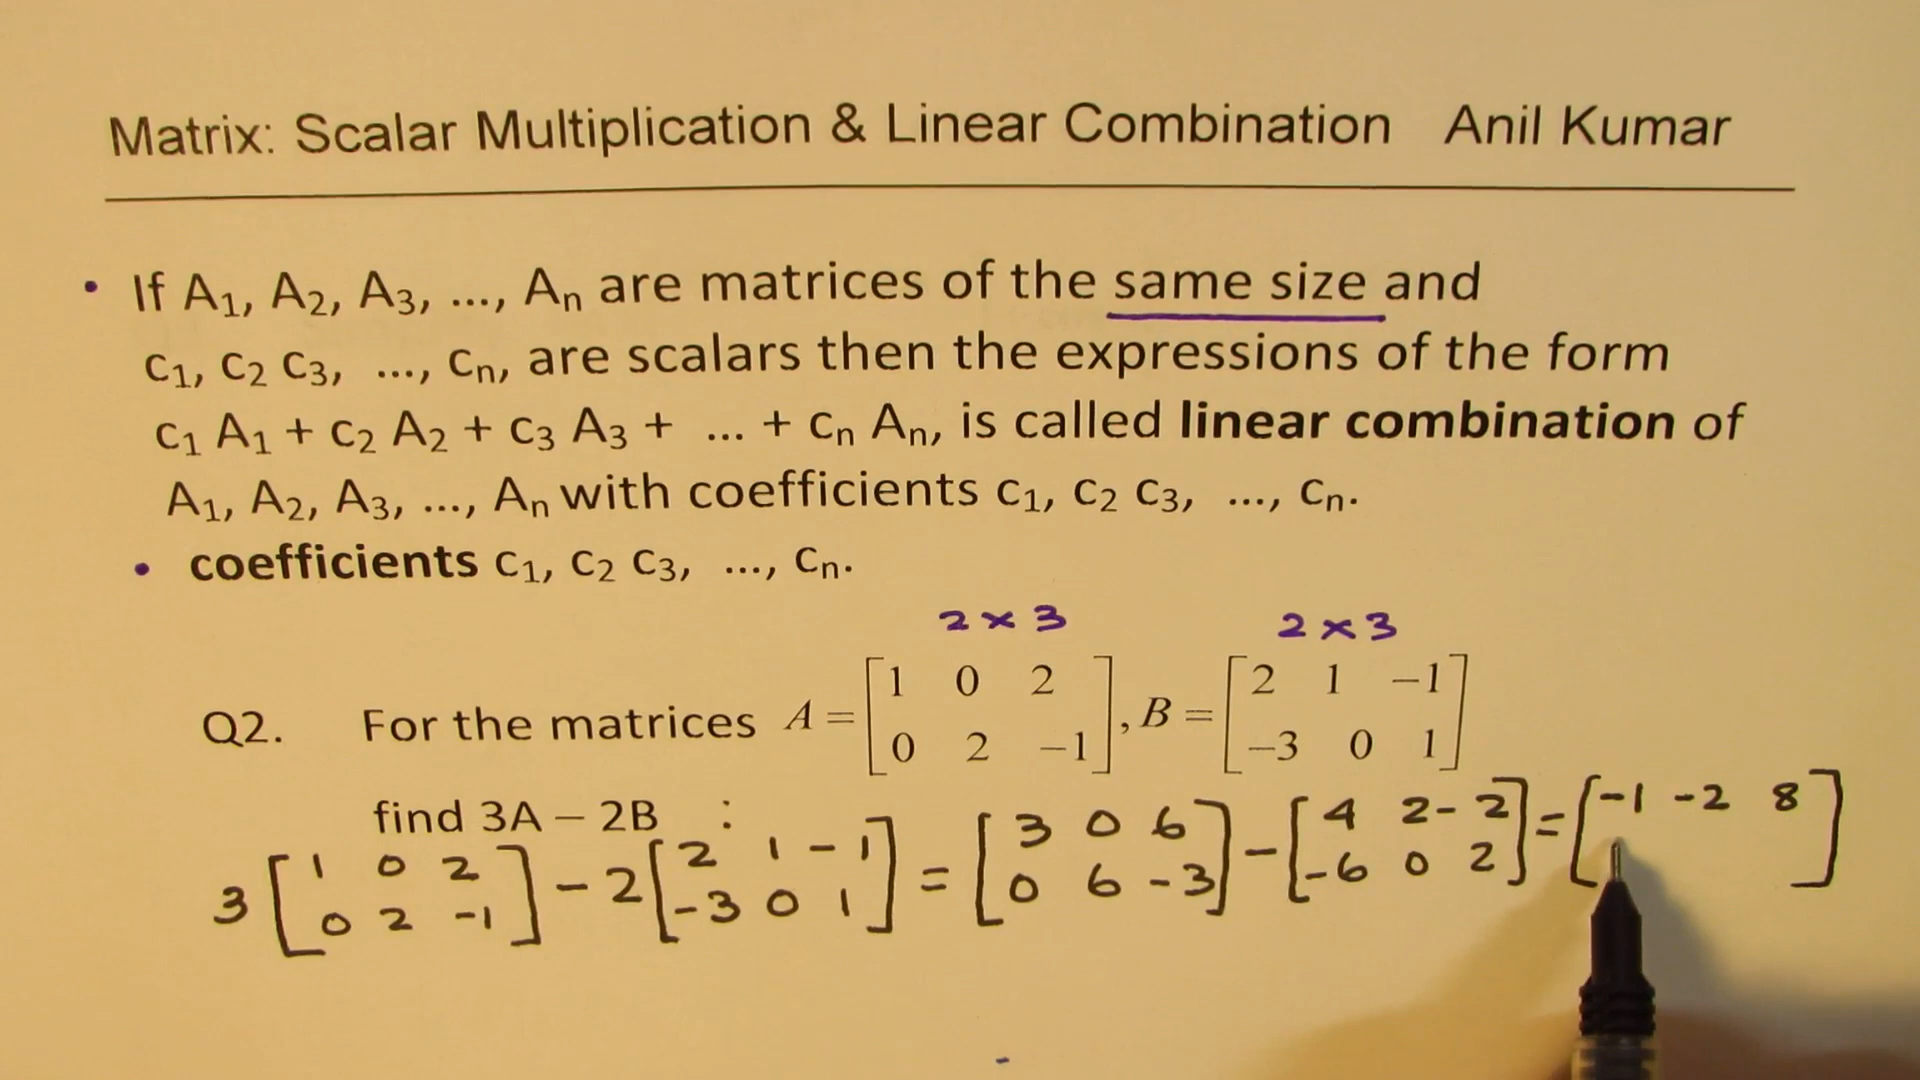 Matrix: Scalar Multiplication & Linear Combination Anil Kumar
• If A₁, A₂, A₃, ..., Aₙ are matrices of the same size and
c₁, c₂ c₃, ..., cₙ, are scalars then the expressions of the form
c₁ A₁ + c₂ A₂ + c₃ A₃ + ... + cₙ Aₙ, is called linear combination of
A₁, A₂, A₃, ..., Aₙ with coefficients c₁, c₂ c₃, ..., cₙ.
• coefficients c₁, c₂ c₃, ..., cₙ.
2 × 3 2 × 3
Q2. For the matrices A = [1 0 2; 0 2 −1], B = [2 1 −1; −3 0 1]
find 3A – 2B :
3 [1 0 2; 0 2 -1] - 2 [2 1 -1; -3 0 1] = [3 0 6; 0 6 -3] - [4 2 -2; -6 0 2] = [-1 -2 8]